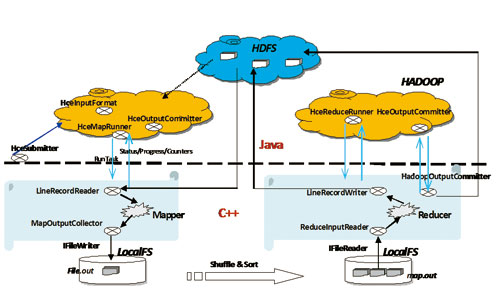 HDFS
HADOOP
HceInputFormat
HceOutputCommitter
HceMapRunner
HceReduceRunner
HceOutputCommitter
HceSubmitter
Java
RunTask
Status/Progress/Counters
HadoopOutputCommitter
LineRecordReader
Mapper
MapOutputCollector
C++
LineRecordWriter
Reducer
ReduceInputReader
IFileWriter
LocalFS
File.out
Shuffle & Sort
IFileReader
LocalFS
map.out